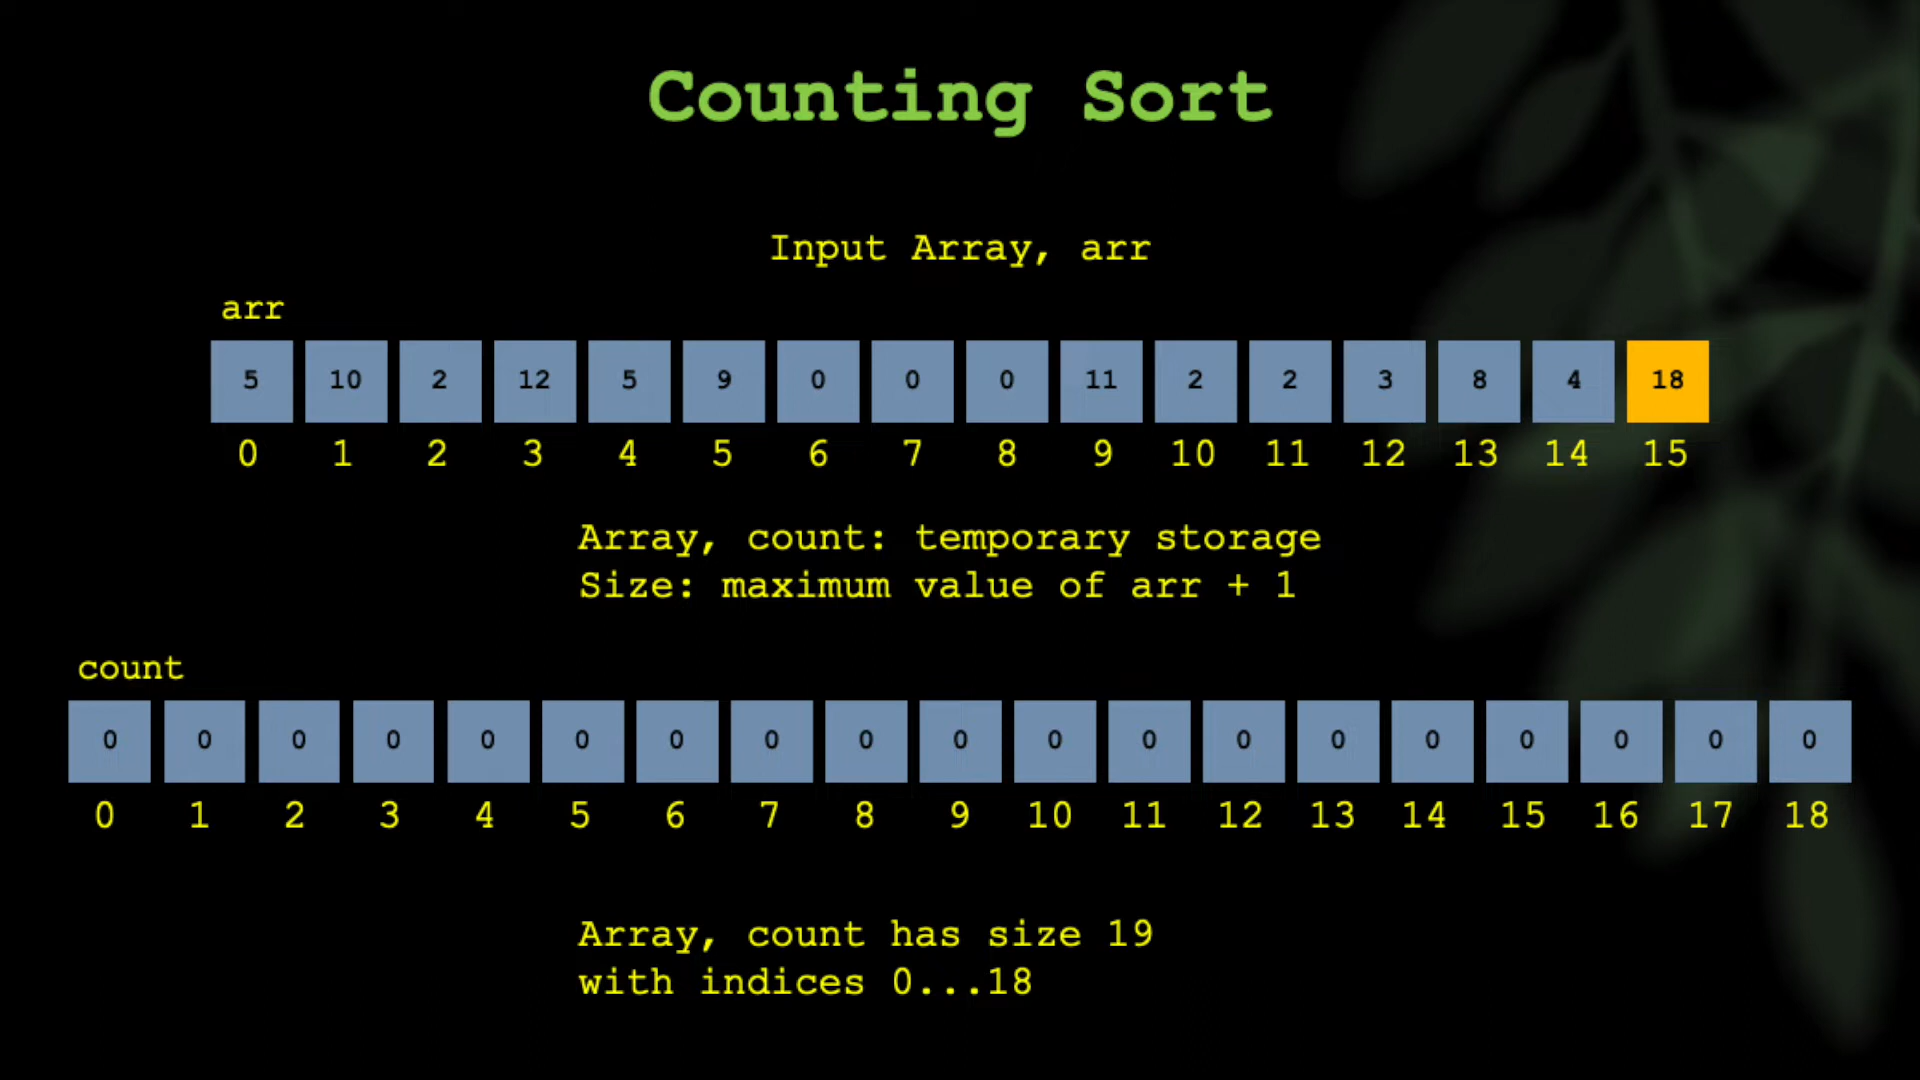 Counting Sort
Input Array, arr
arr
5 10 2 12 5 9 0 0 0 11 2 2 3 8 4 18
0 1 2 3 4 5 6 7 8 9 10 11 12 13 14 15
Array, count: temporary storage
Size: maximum value of arr + 1
count
0 0 0 0 0 0 0 0 0 0 0 0 0 0 0 0 0 0 0
0 1 2 3 4 5 6 7 8 9 10 11 12 13 14 15 16 17 18
Array, count has size 19
with indices 0...18